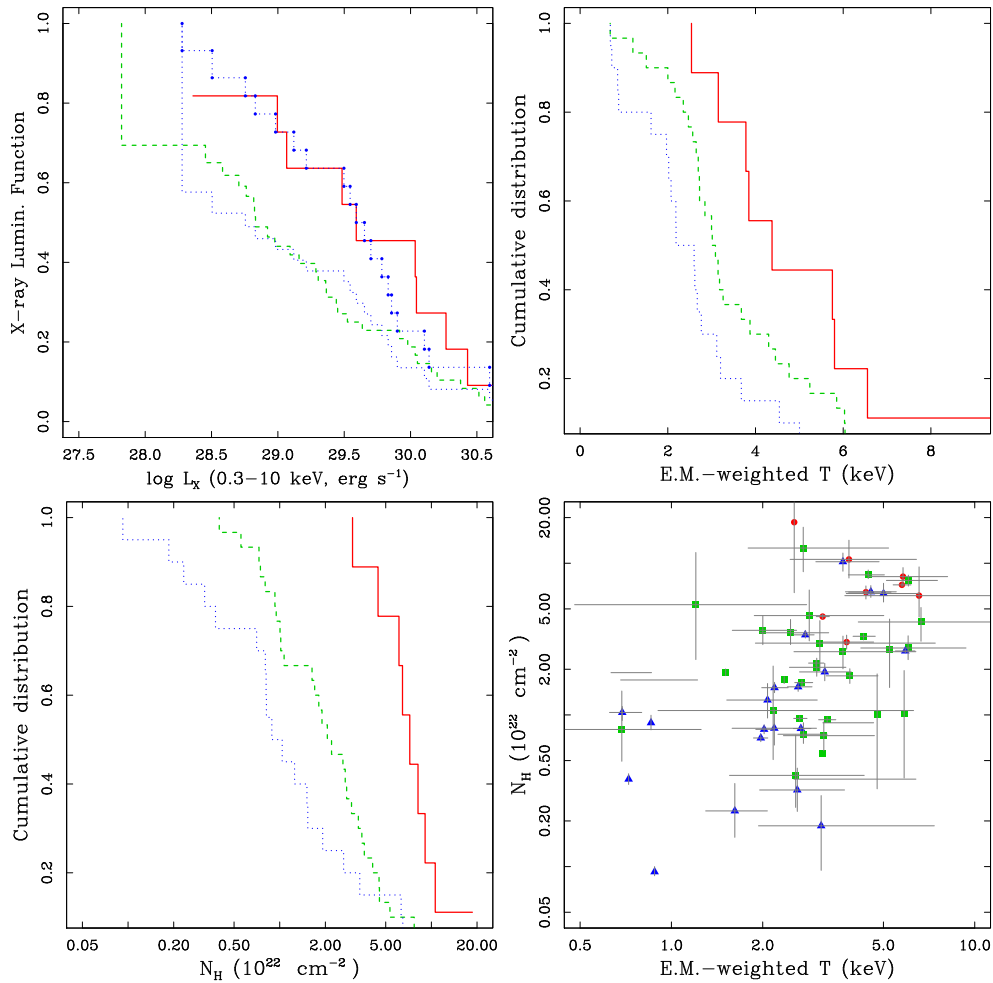 X-ray Lumin. Function
1.0
0.8
0.6
0.4
0.2
0.0
27.5 28.0 28.5 29.0 29.5 30.0 30.5
log L_X (0.3−10 keV, erg s⁻¹)
Cumulative distribution
1.0
0.8
0.6
0.4
0.2
0 2 4 6 8
E.M.−weighted T (keV)
Cumulative distribution
1.0
0.8
0.6
0.4
0.2
0.05 0.20 0.50 2.00 5.00 20.00
N_H (10²² cm⁻²)
N_H (10²² cm⁻²)
20.00
5.00
2.00
0.50
0.20
0.05
0.5 1.0 2.0 5.0 10.0
E.M.−weighted T (keV)